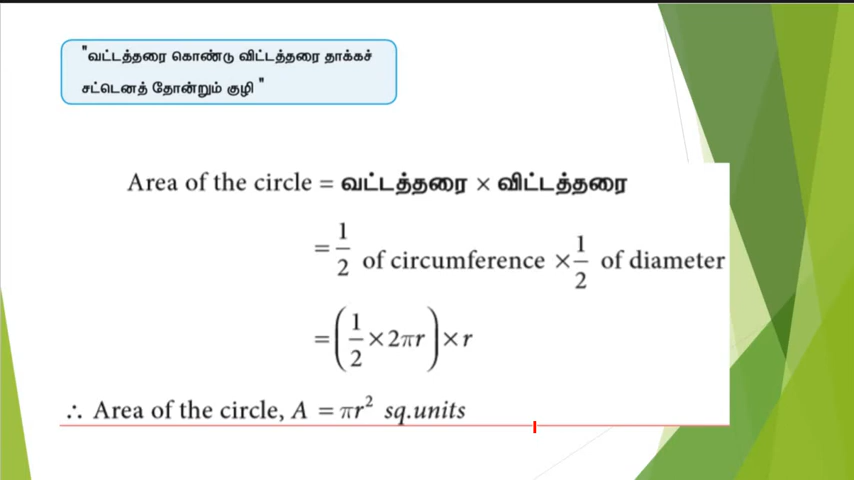 "வட்டத்தரை கொண்டு விட்டத்தரை தாக்கச்
சட்டெனத் தோன்றும் குழி "
Area of the circle = வட்டத்தரை × விட்டத்தரை
= 1/2 of circumference × 1/2 of diameter
= (1/2 × 2πr) × r
∴ Area of the circle, A = πr² sq.units